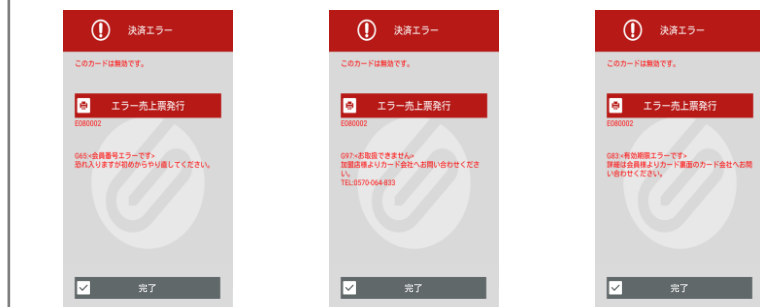 決済エラー
このカードは無効です。
エラー売上票発行
E080002
G65:<会員番号エラーです>
恐れ入りますが初めからやり直してください。
完了
決済エラー
このカードは無効です。
エラー売上票発行
E080002
G97:<お取扱できません>
加盟店様よりカード会社へお問い合わせくださ
い。
TEL:0570-064-833
完了
決済エラー
このカードは無効です。
エラー売上票発行
E080002
G83:<有効期限エラーです>
詳細は会員様よりカード裏面のカード会社へお問
い合わせください。
完了